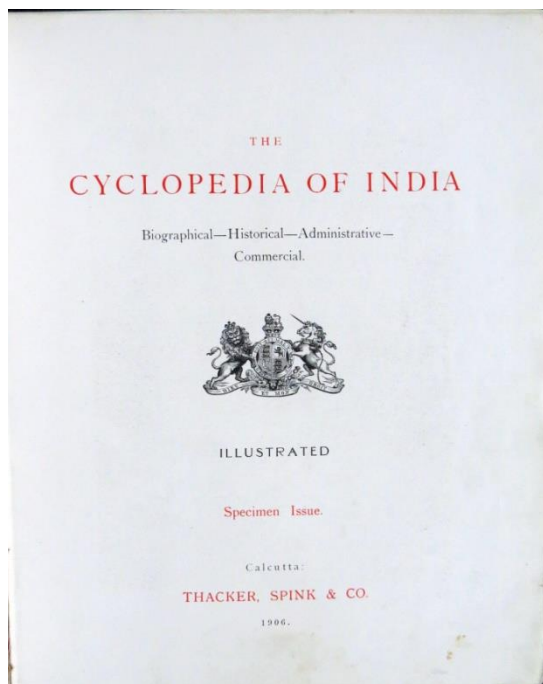 THE
CYCLOPEDIA OF INDIA
Biographical—Historical—Administrative—
Commercial.
ILLUSTRATED
Specimen Issue.
Calcutta:
THACKER, SPINK & CO.
1906.